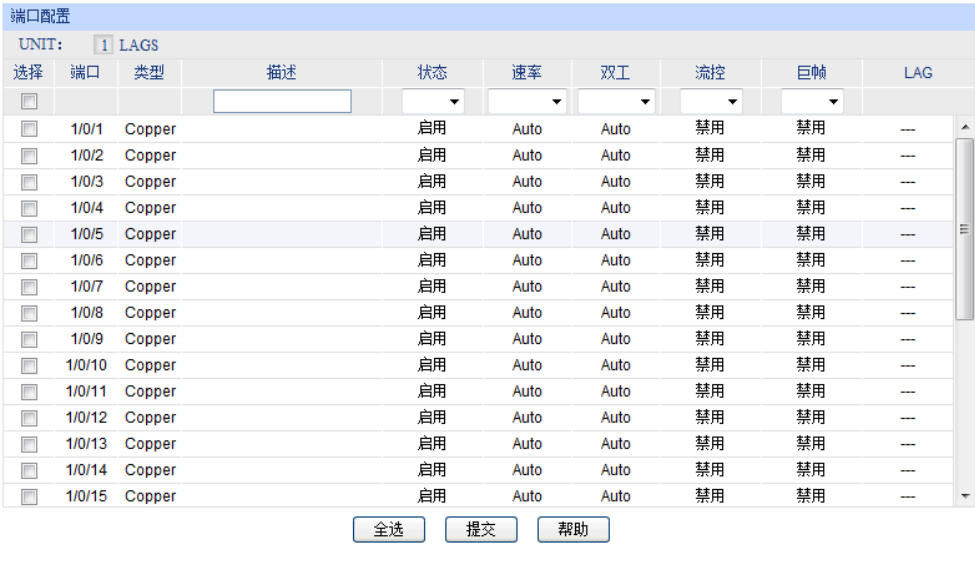 端口配置
UNIT: 1 LAGS
选择 端口 类型 描述 状态 速率 双工 流控 巨帧 LAG
1/0/1 Copper 启用 Auto Auto 禁用 禁用 ---
1/0/2 Copper 启用 Auto Auto 禁用 禁用 ---
1/0/3 Copper 启用 Auto Auto 禁用 禁用 ---
1/0/4 Copper 启用 Auto Auto 禁用 禁用 ---
1/0/5 Copper 启用 Auto Auto 禁用 禁用 ---
1/0/6 Copper 启用 Auto Auto 禁用 禁用 ---
1/0/7 Copper 启用 Auto Auto 禁用 禁用 ---
1/0/8 Copper 启用 Auto Auto 禁用 禁用 ---
1/0/9 Copper 启用 Auto Auto 禁用 禁用 ---
1/0/10 Copper 启用 Auto Auto 禁用 禁用 ---
1/0/11 Copper 启用 Auto Auto 禁用 禁用 ---
1/0/12 Copper 启用 Auto Auto 禁用 禁用 ---
1/0/13 Copper 启用 Auto Auto 禁用 禁用 ---
1/0/14 Copper 启用 Auto Auto 禁用 禁用 ---
1/0/15 Copper 启用 Auto Auto 禁用 禁用 ---
全选 提交 帮助